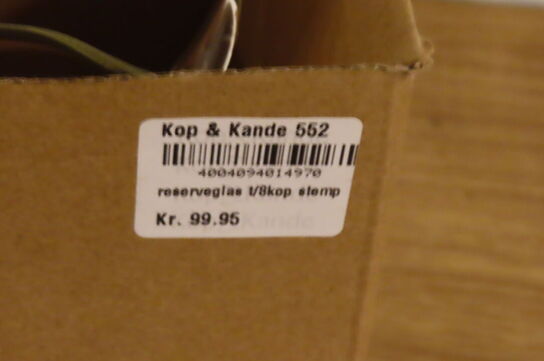 Kop & Kande 552
4004094014970
reserveglas t/8kop stemp
Kr. 99.95